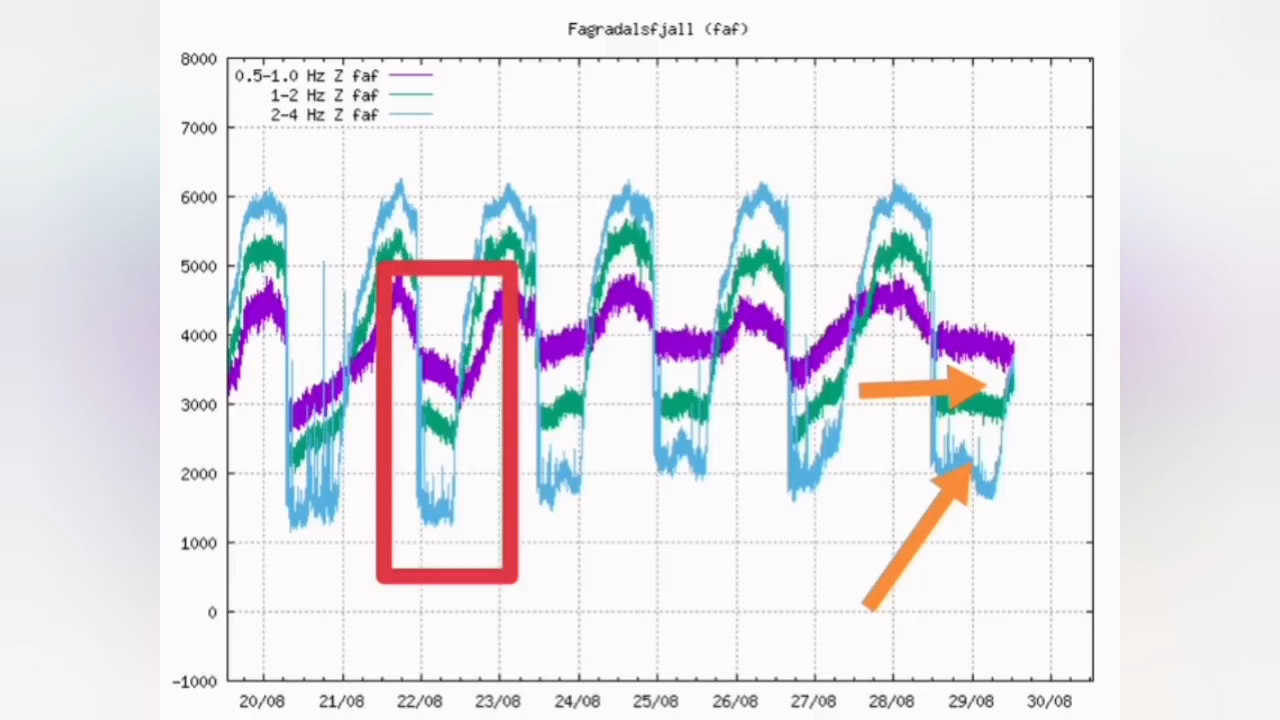 Fagradalsfjall (faf)
8000
0.5-1.0 Hz Z faf
1-2 Hz Z faf
2-4 Hz Z faf
7000
6000
5000
4000
3000
2000
1000
0
-1000
20/08 21/08 22/08 23/08 24/08 25/08 26/08 27/08 28/08 29/08 30/08